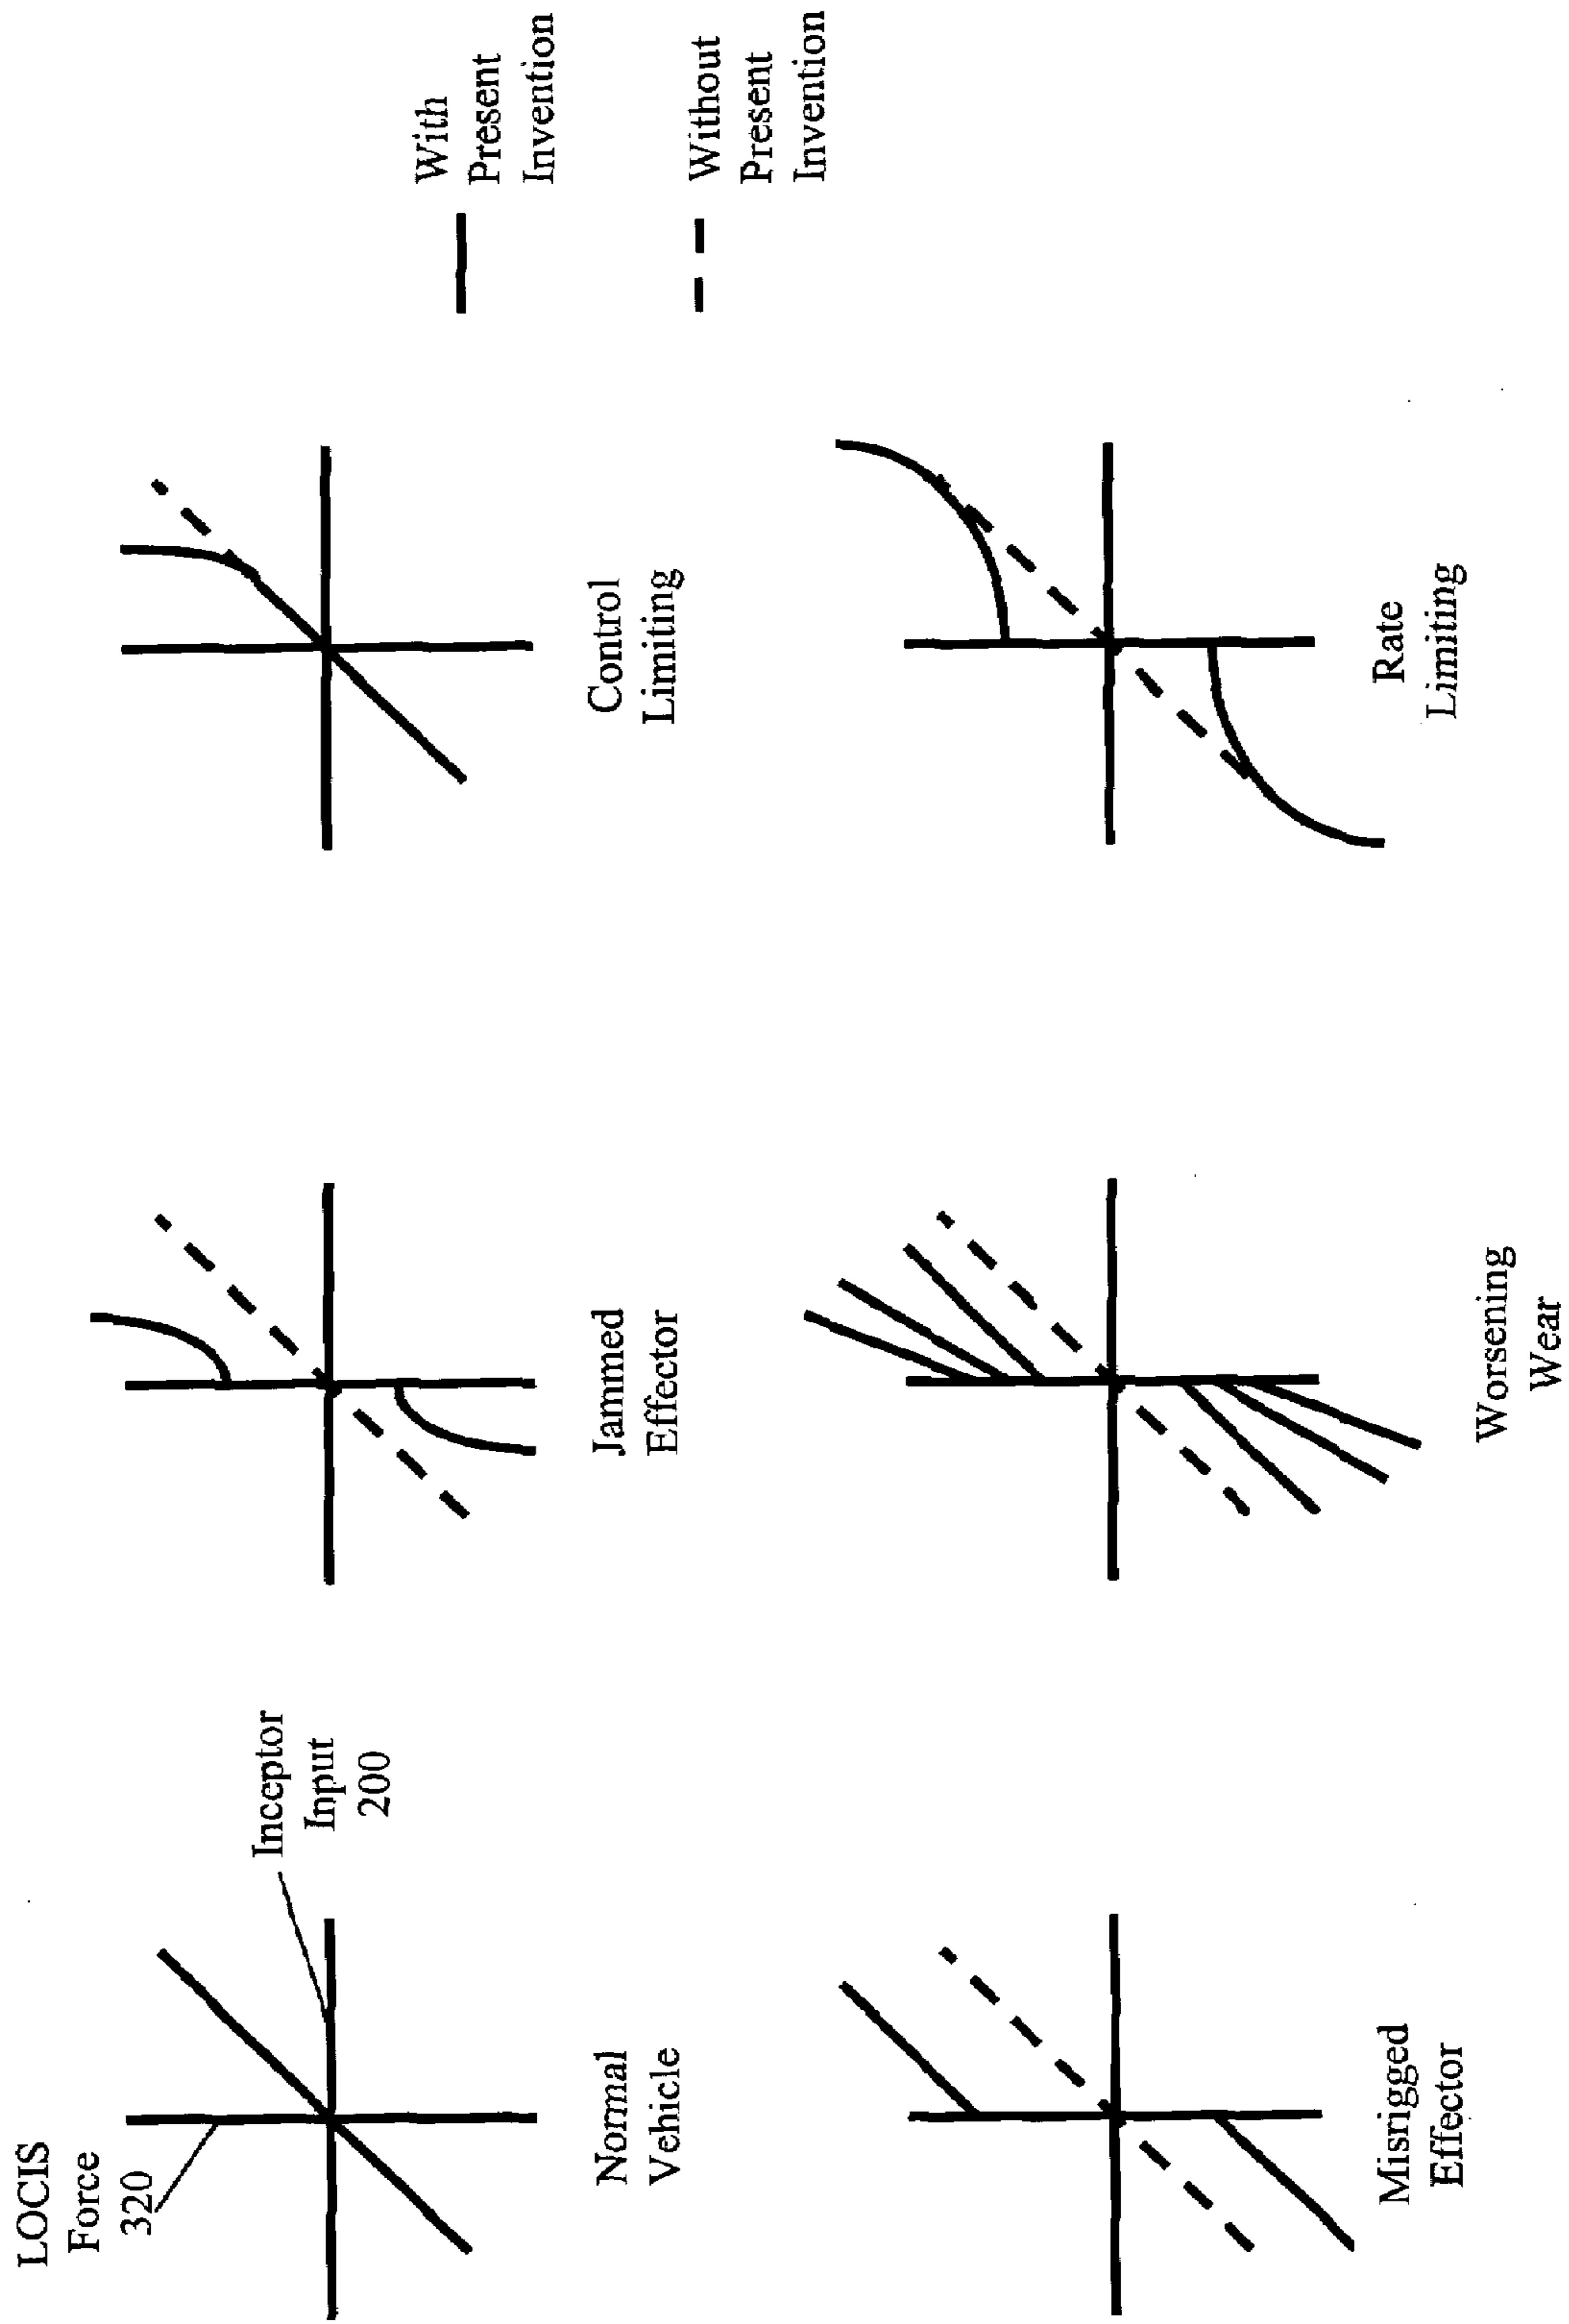 LOCIS
Force
320
Inceptor
Input
200
Normal
Vehicle
Jammed
Effector
Control
Limiting
With
Present
Invention
Without
Present
Invention
Misrigged
Effector
Worsening
Wear
Rate
Limiting